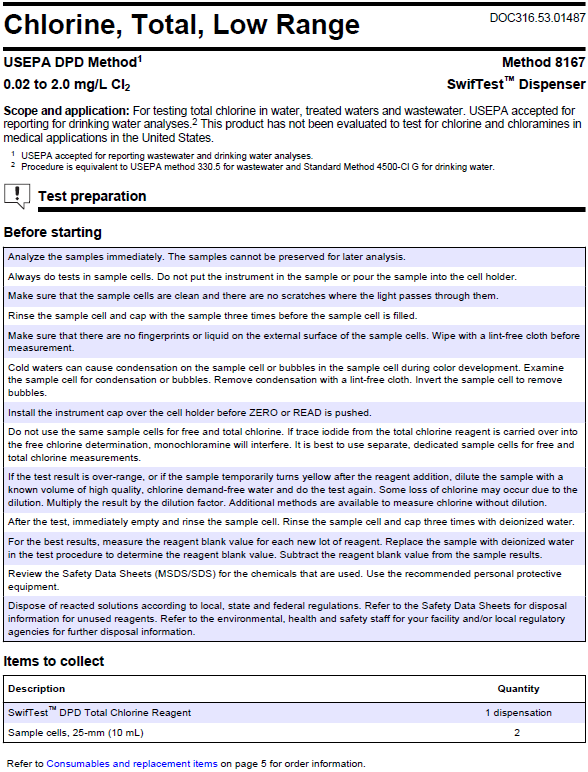 Chlorine, Total, Low Range
DOC316.53.01487
USEPA DPD Method1
Method 8167
0.02 to 2.0 mg/L Cl2
SwifTest™ Dispenser
Scope and application: For testing total chlorine in water, treated waters and wastewater. USEPA accepted for
reporting for drinking water analyses.2 This product has not been evaluated to test for chlorine and chloramines in
medical applications in the United States.
1 USEPA accepted for reporting wastewater and drinking water analyses.
2 Procedure is equivalent to USEPA method 330.5 for wastewater and Standard Method 4500-Cl G for drinking water.
! Test preparation
Before starting
Analyze the samples immediately. The samples cannot be preserved for later analysis.
Always do tests in sample cells. Do not put the instrument in the sample or pour the sample into the cell holder.
Make sure that the sample cells are clean and there are no scratches where the light passes through them.
Rinse the sample cell and cap with the sample three times before the sample cell is filled.
Make sure that there are no fingerprints or liquid on the external surface of the sample cells. Wipe with a lint-free cloth before
measurement.
Cold waters can cause condensation on the sample cell or bubbles in the sample cell during color development. Examine
the sample cell for condensation or bubbles. Remove condensation with a lint-free cloth. Invert the sample cell to remove
bubbles.
Install the instrument cap over the cell holder before ZERO or READ is pushed.
Do not use the same sample cells for free and total chlorine. If trace iodide from the total chlorine reagent is carried over into
the free chlorine determination, monochloramine will interfere. It is best to use separate, dedicated sample cells for free and
total chlorine measurements.
If the test result is over-range, or if the sample temporarily turns yellow after the reagent addition, dilute the sample with a
known volume of high quality, chlorine demand-free water and do the test again. Some loss of chlorine may occur due to the
dilution. Multiply the result by the dilution factor. Additional methods are available to measure chlorine without dilution.
After the test, immediately empty and rinse the sample cell. Rinse the sample cell and cap three times with deionized water.
For the best results, measure the reagent blank value for each new lot of reagent. Replace the sample with deionized water
in the test procedure to determine the reagent blank value. Subtract the reagent blank value from the sample results.
Review the Safety Data Sheets (MSDS/SDS) for the chemicals that are used. Use the recommended personal protective
equipment.
Dispose of reacted solutions according to local, state and federal regulations. Refer to the Safety Data Sheets for disposal
information for unused reagents. Refer to the environmental, health and safety staff for your facility and/or local regulatory
agencies for further disposal information.
Items to collect
Description Quantity
SwifTest™ DPD Total Chlorine Reagent 1 dispensation
Sample cells, 25-mm (10 mL) 2
Refer to Consumables and replacement items on page 5 for order information.